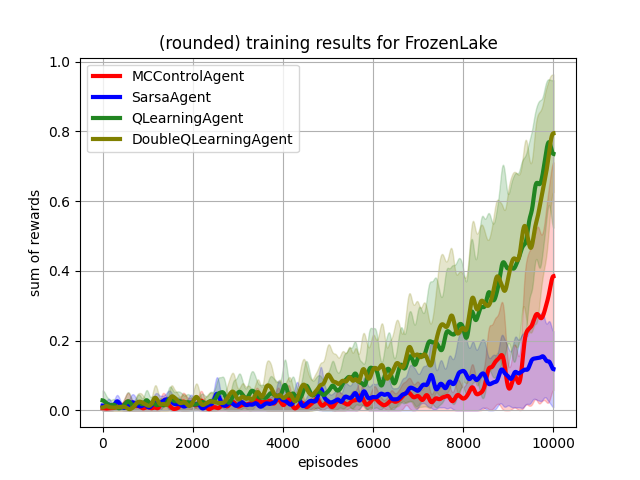 (rounded) training results for FrozenLake
1.0
0.8
0.6
0.4
0.2
0.0
sum of rewards
MCControlAgent
SarsaAgent
QLearningAgent
DoubleQLearningAgent
0 2000 4000 6000 8000 10000
episodes